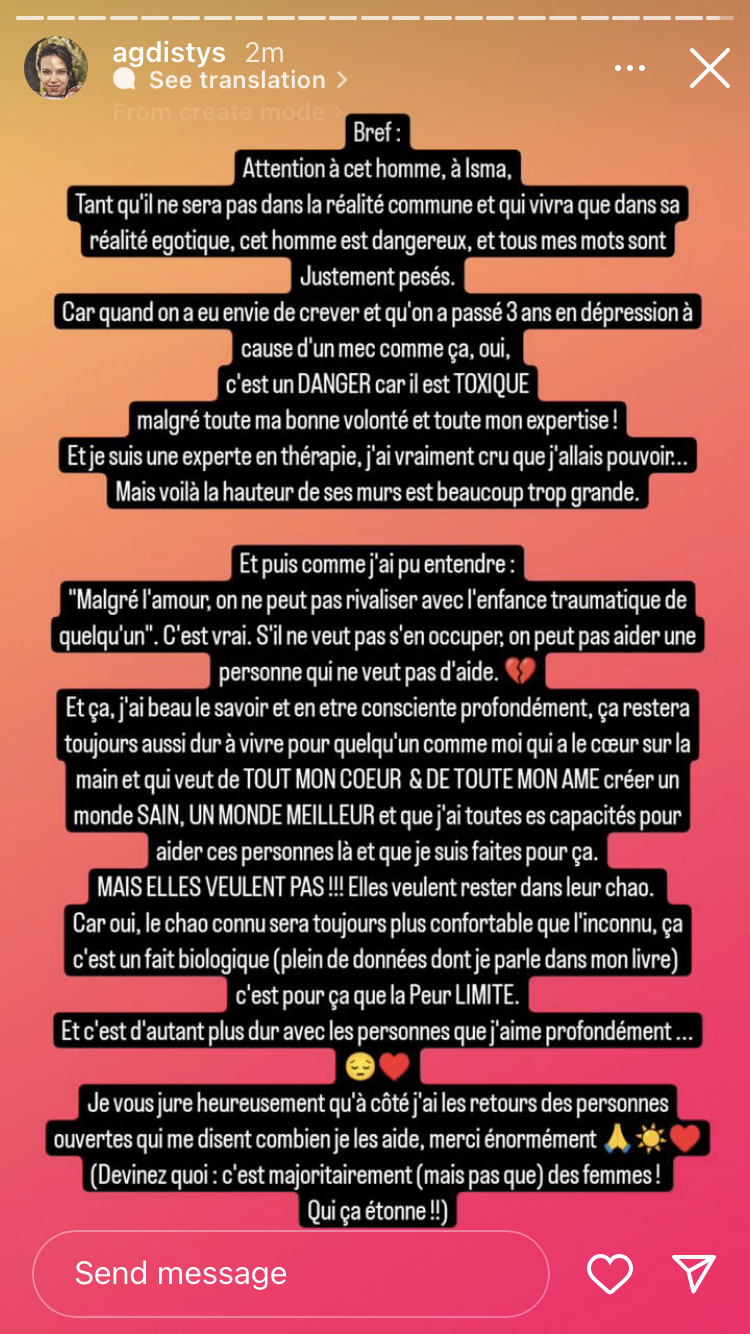 agdistys 2m
See translation >
From create mode >
Bref :
Attention à cet homme, à Isma,
Tant qu'il ne sera pas dans la réalité commune et qui vivra que dans sa
réalité egotique, cet homme est dangereux, et tous mes mots sont
Justement pesés.
Car quand on a eu envie de crever et qu'on a passé 3 ans en dépression à
cause d'un mec comme ça, oui,
c'est un DANGER car il est TOXIQUE
malgré toute ma bonne volonté et toute mon expertise !
Et je suis une experte en thérapie, j'ai vraiment cru que j'allais pouvoir...
Mais voilà la hauteur de ses murs est beaucoup trop grande.
Et puis comme j'ai pu entendre :
"Malgré l'amour, on ne peut pas rivaliser avec l'enfance traumatique de
quelqu'un". C'est vrai. S'il ne veut pas s'en occuper, on peut pas aider une
personne qui ne veut pas d'aide. 💔
Et ça, j'ai beau le savoir et en etre consciente profondément, ça restera
toujours aussi dur à vivre pour quelqu'un comme moi qui a le cœur sur la
main et qui veut de TOUT MON COEUR & DE TOUTE MON AME créer un
monde SAIN, UN MONDE MEILLEUR et que j'ai toutes es capacités pour
aider ces personnes là et que je suis faites pour ça.
MAIS ELLES VEULENT PAS !!! Elles veulent rester dans leur chao.
Car oui, le chao connu sera toujours plus confortable que l'inconnu, ça
c'est un fait biologique (plein de données dont je parle dans mon livre)
c'est pour ça que la Peur LIMITE.
Et c'est d'autant plus dur avec les personnes que j'aime profondément ...
😔❤️
Je vous jure heureusement qu'à côté j'ai les retours des personnes
ouvertes qui me disent combien je les aide, merci énormément 🙏☀️❤️
(Devinez quoi : c'est majoritairement (mais pas que) des femmes !
Qui ça étonne !!)
Send message